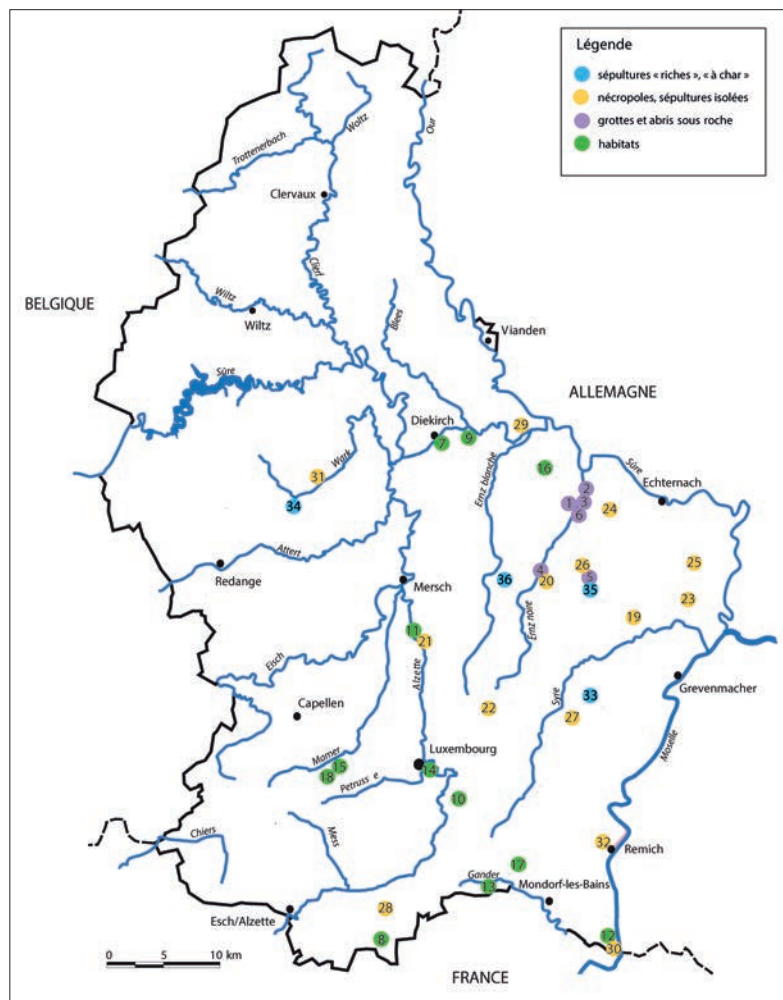 Légende
sépultures « riches », « à char »
nécropoles, sépultures isolées
grottes et abris sous roche
habitats
Woltz
Our
Trottenerbach
Clervaux
Clerf
BELGIQUE
Wiltz
Wiltz
Blees
Vianden
Sûre
ALLEMAGNE
Diekirch
29
7
9
Wark
31
Ernz blanche
16
Sûre
Echternach
34
2
1
3
6
24
Attert
Redange
Mersch
36
4
20
26
5
35
25
23
Ernz noire
19
11
21
Eisch
Alzette
Syre
Grevenmacher
33
22
27
Capellen
Moselle
Mamer
15
18
Luxembourg
14
Petruss e
10
Mess
Chiers
32
Remich
17
Gander
13
Mondorf-les-Bains
28
Esch/Alzette
8
12
30
0 5 10 km
FRANCE